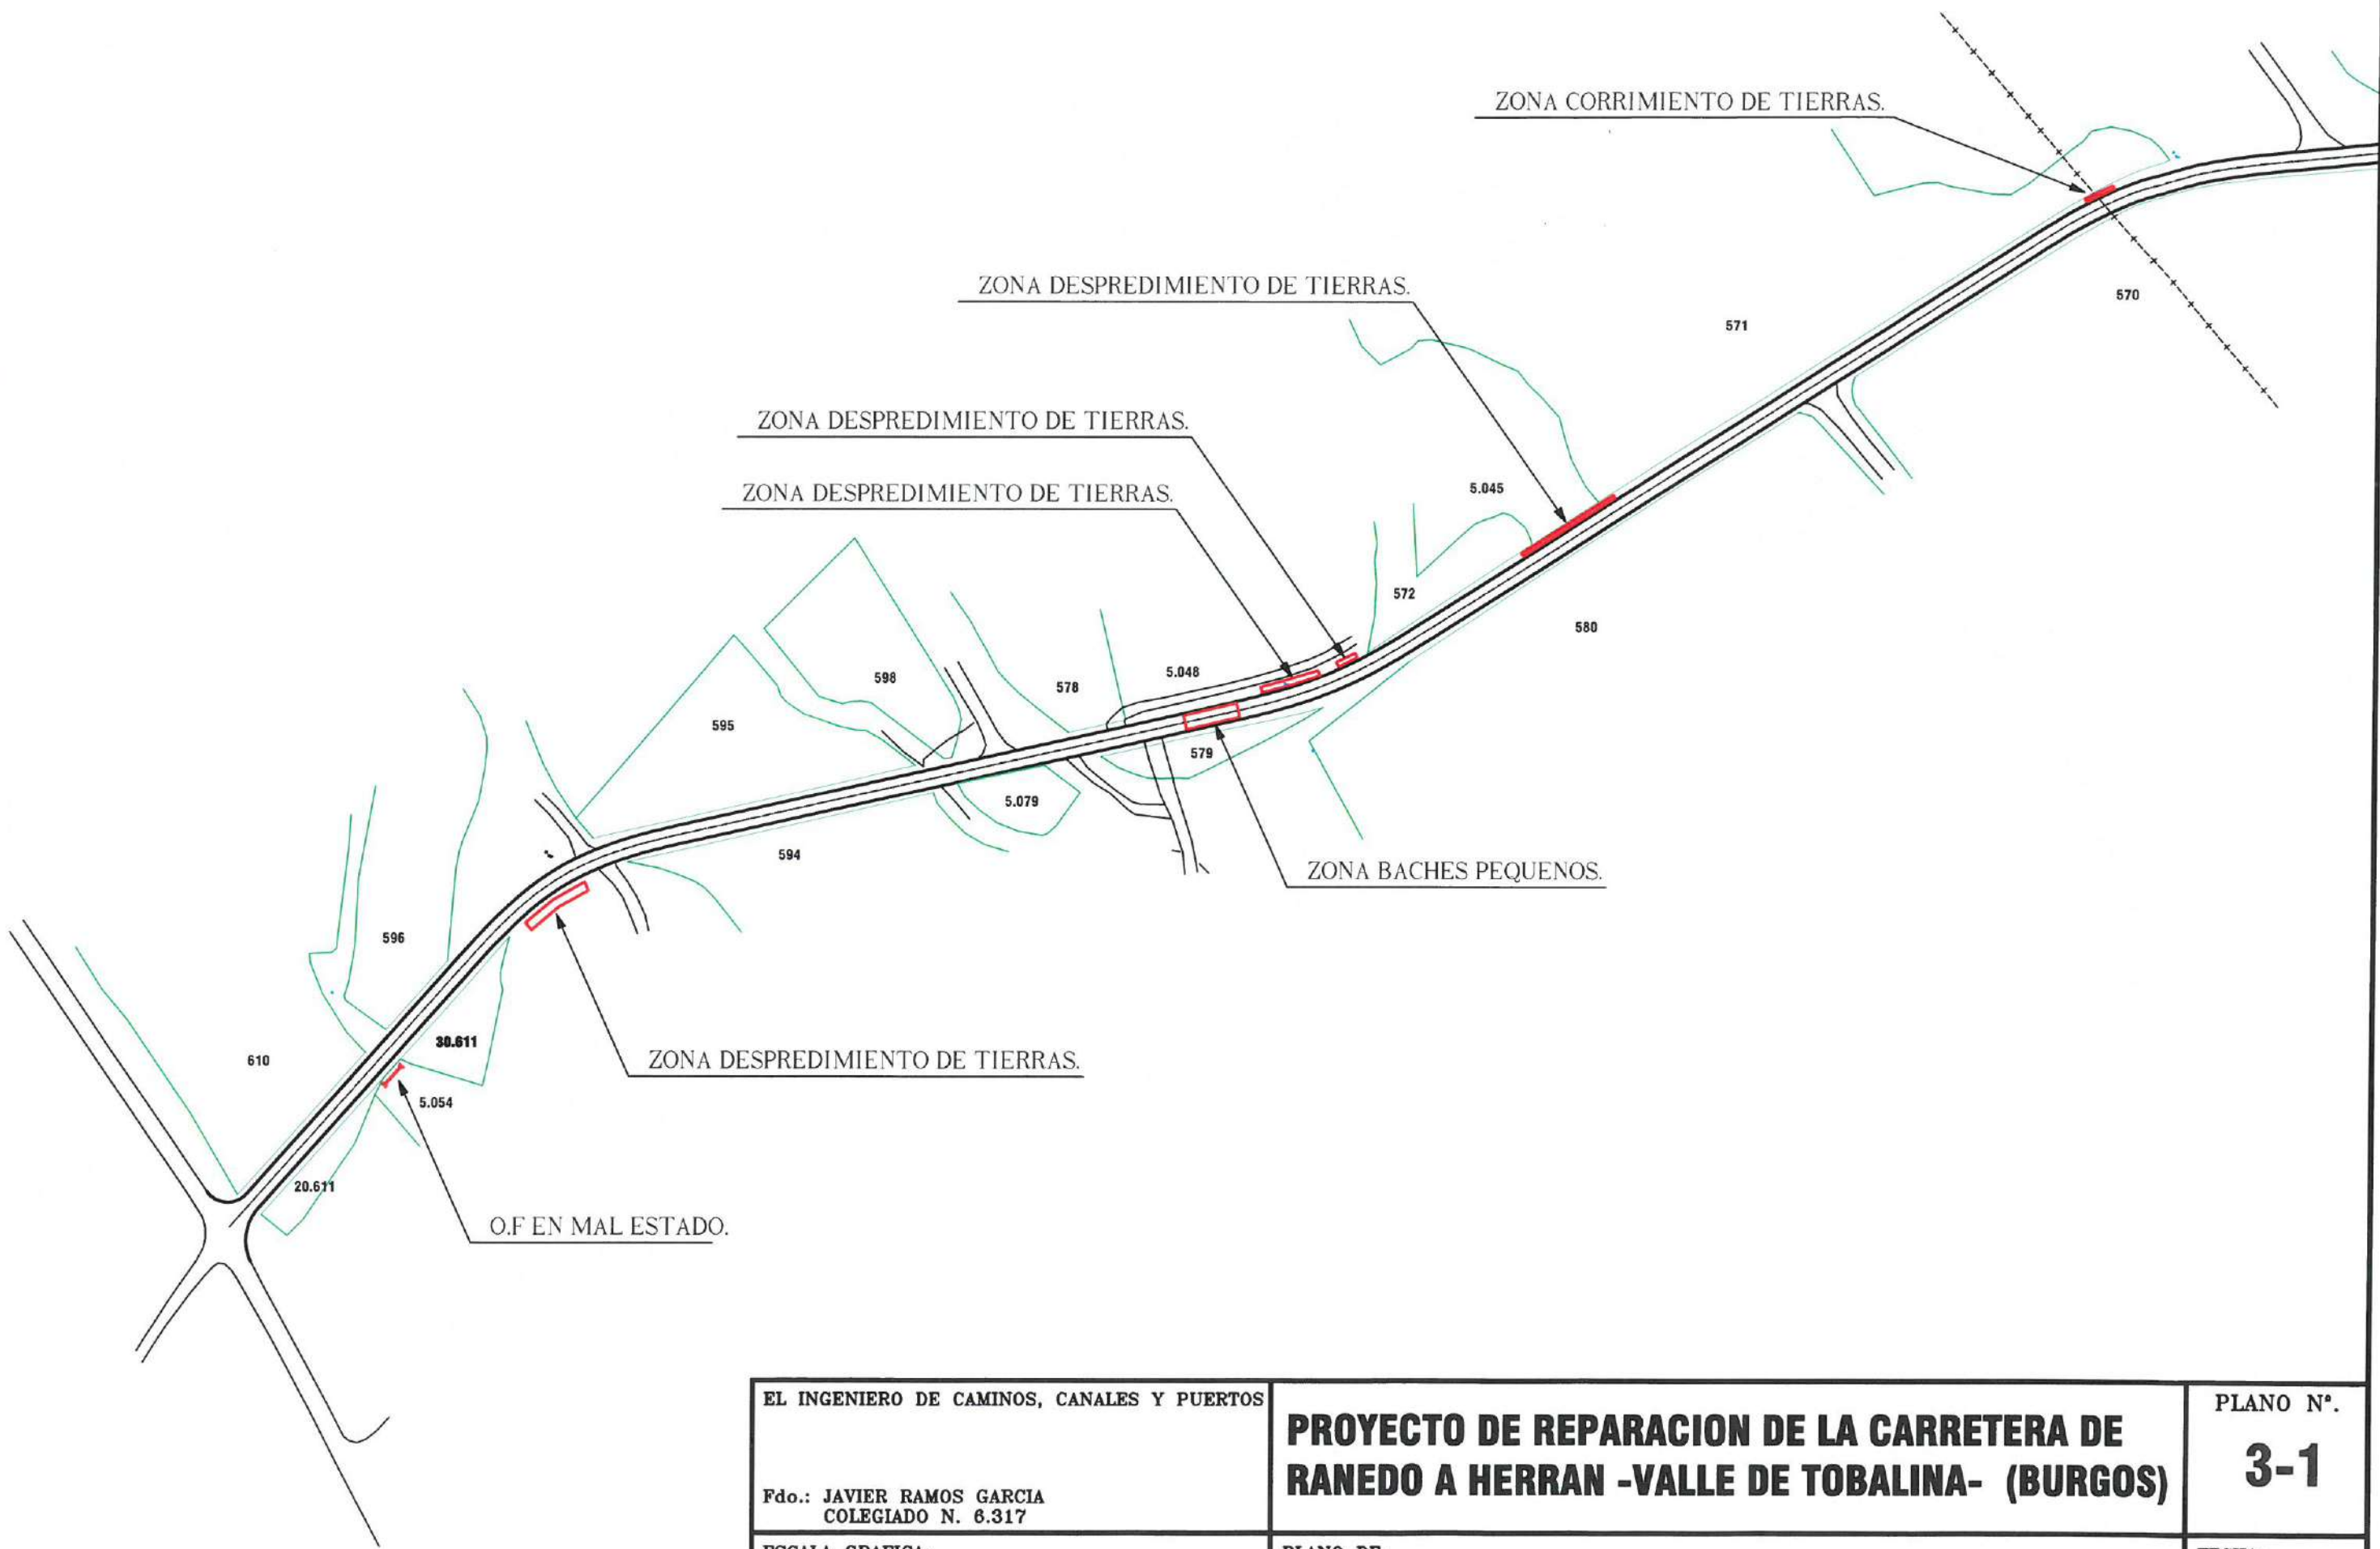 ZONA CORRIMIENTO DE TIERRAS.
ZONA DESPREDIMIENTO DE TIERRAS.
570
571
ZONA DESPREDIMIENTO DE TIERRAS.
ZONA DESPREDIMIENTO DE TIERRAS.
5.045
572
580
598
578
5.048
595
579
5.079
594
ZONA BACHES PEQUENOS.
596
30.611
610
ZONA DESPREDIMIENTO DE TIERRAS.
5.054
20.611
O.F EN MAL ESTADO.
EL INGENIERO DE CAMINOS, CANALES Y PUERTOS
Fdo.: JAVIER RAMOS GARCIA
COLEGIADO N. 6.317
PROYECTO DE REPARACION DE LA CARRETERA DE
RANEDO A HERRAN -VALLE DE TOBALINA- (BURGOS)
PLANO Nº.
3-1